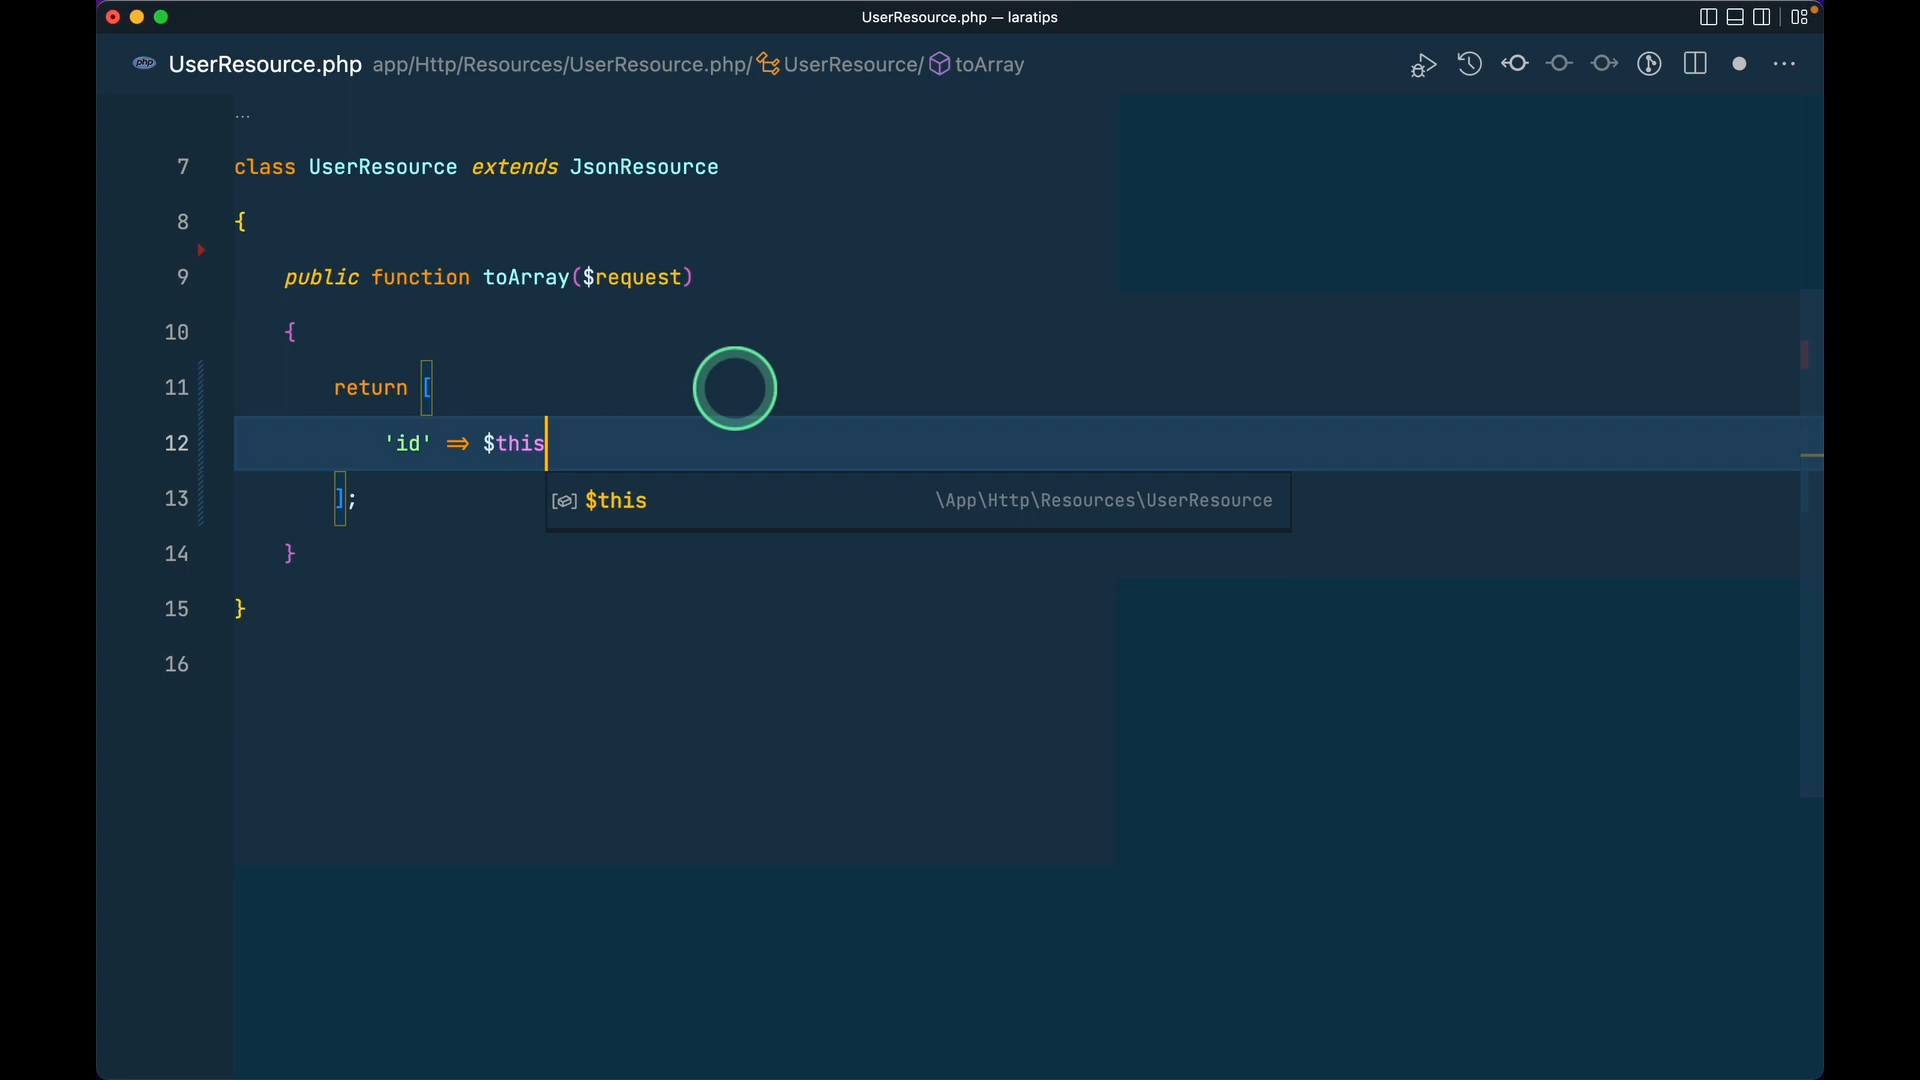 UserResource.php — laratips
php UserResource.php app/Http/Resources/UserResource.php/ UserResource/ toArray
...
7 class UserResource extends JsonResource
8 {
9 public function toArray($request)
10 {
11 return [
12 'id' => $this
13 ]; $this \App\Http\Resources\UserResource
14 }
15 }
16